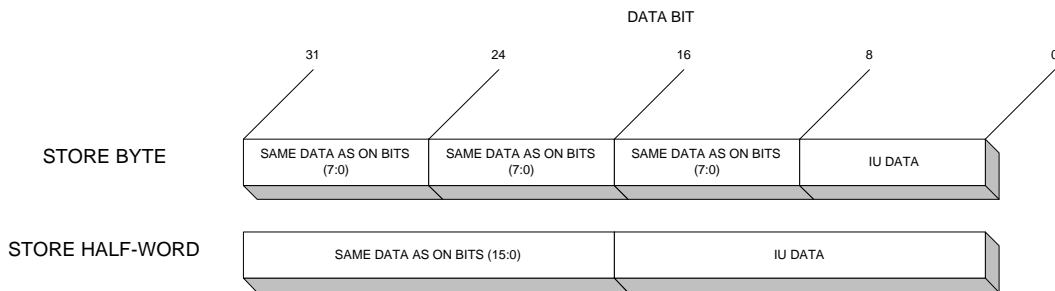 DATA BIT
31 24 16 8 0
STORE BYTE
SAME DATA AS ON BITS
(7:0)
SAME DATA AS ON BITS
(7:0)
SAME DATA AS ON BITS
(7:0)
IU DATA
STORE HALF-WORD
SAME DATA AS ON BITS (15:0)
IU DATA